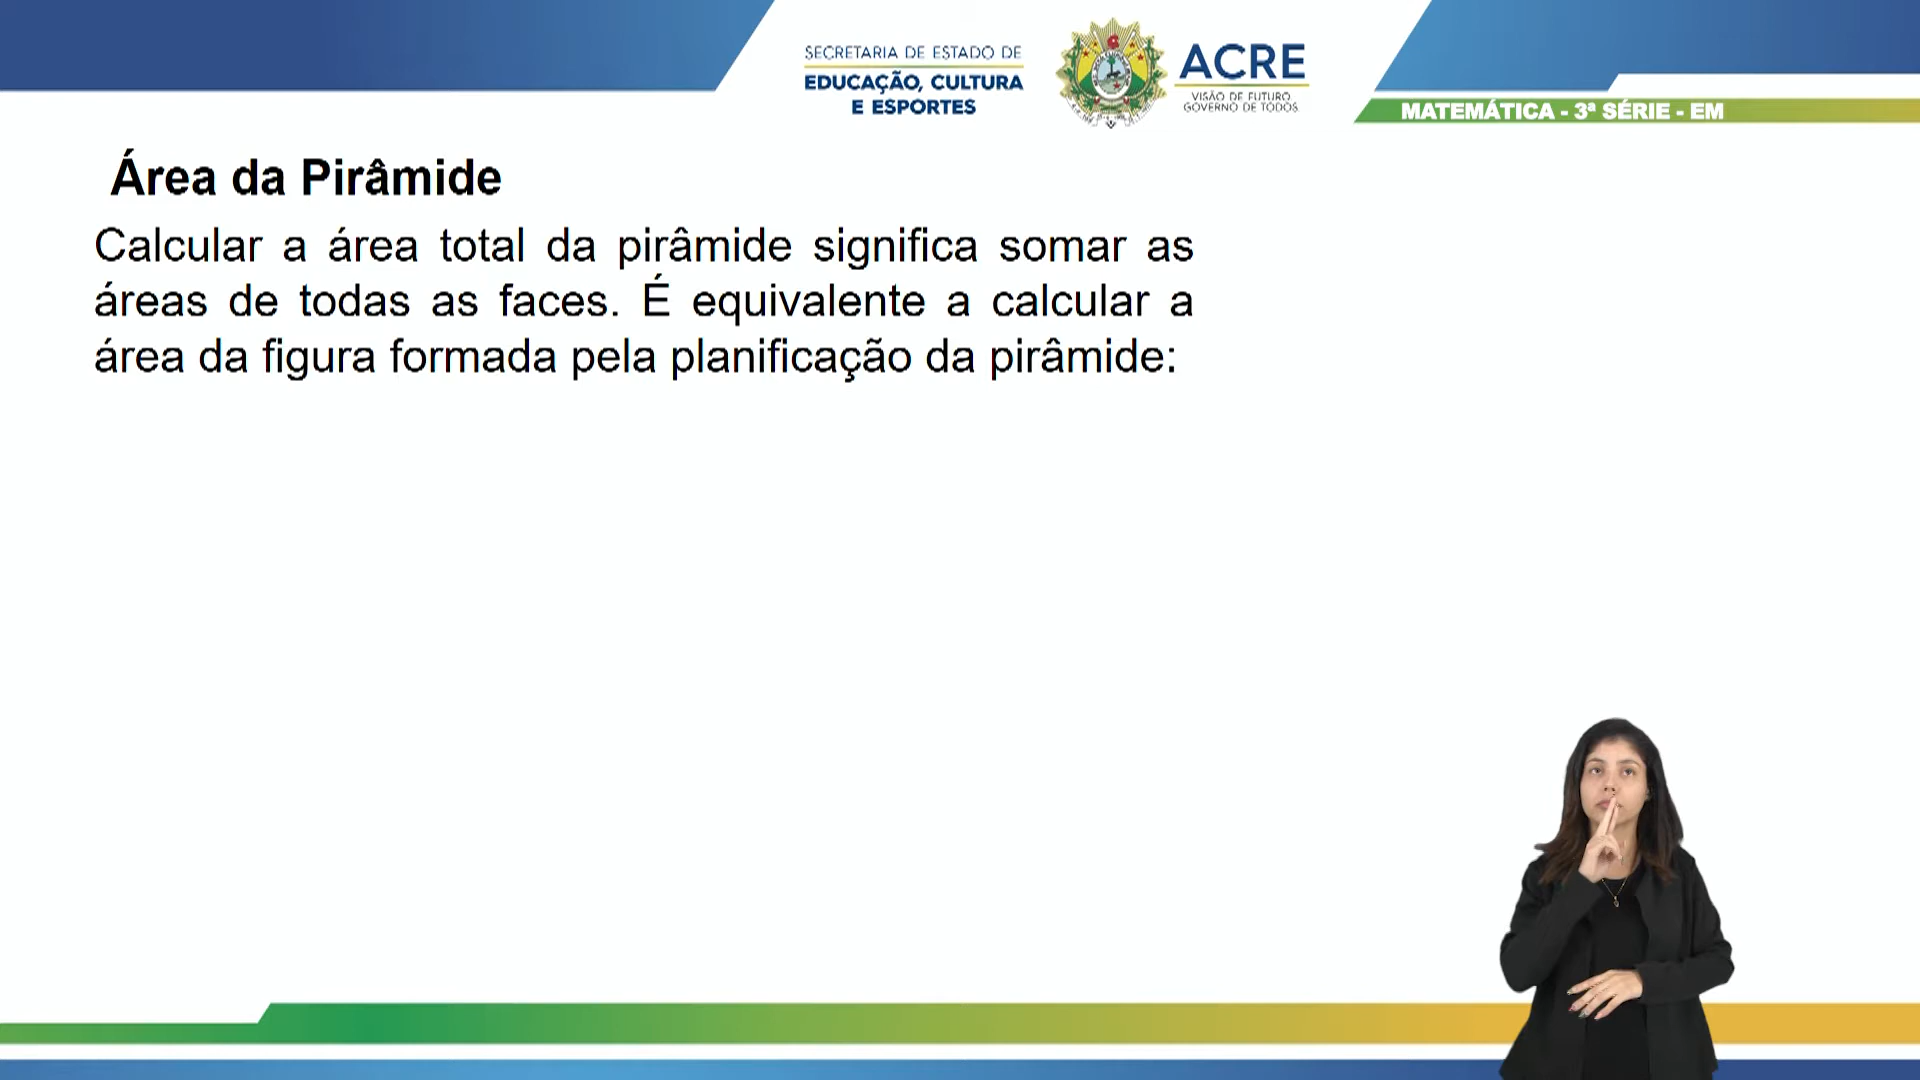 SECRETARIA DE ESTADO DE
EDUCAÇÃO, CULTURA
E ESPORTES
ACRE
VISÃO DE FUTURO
GOVERNO DE TODOS
MATEMÁTICA - 3ª SÉRIE - EM
Área da Pirâmide
Calcular a área total da pirâmide significa somar as
áreas de todas as faces. É equivalente a calcular a
área da figura formada pela planificação da pirâmide: